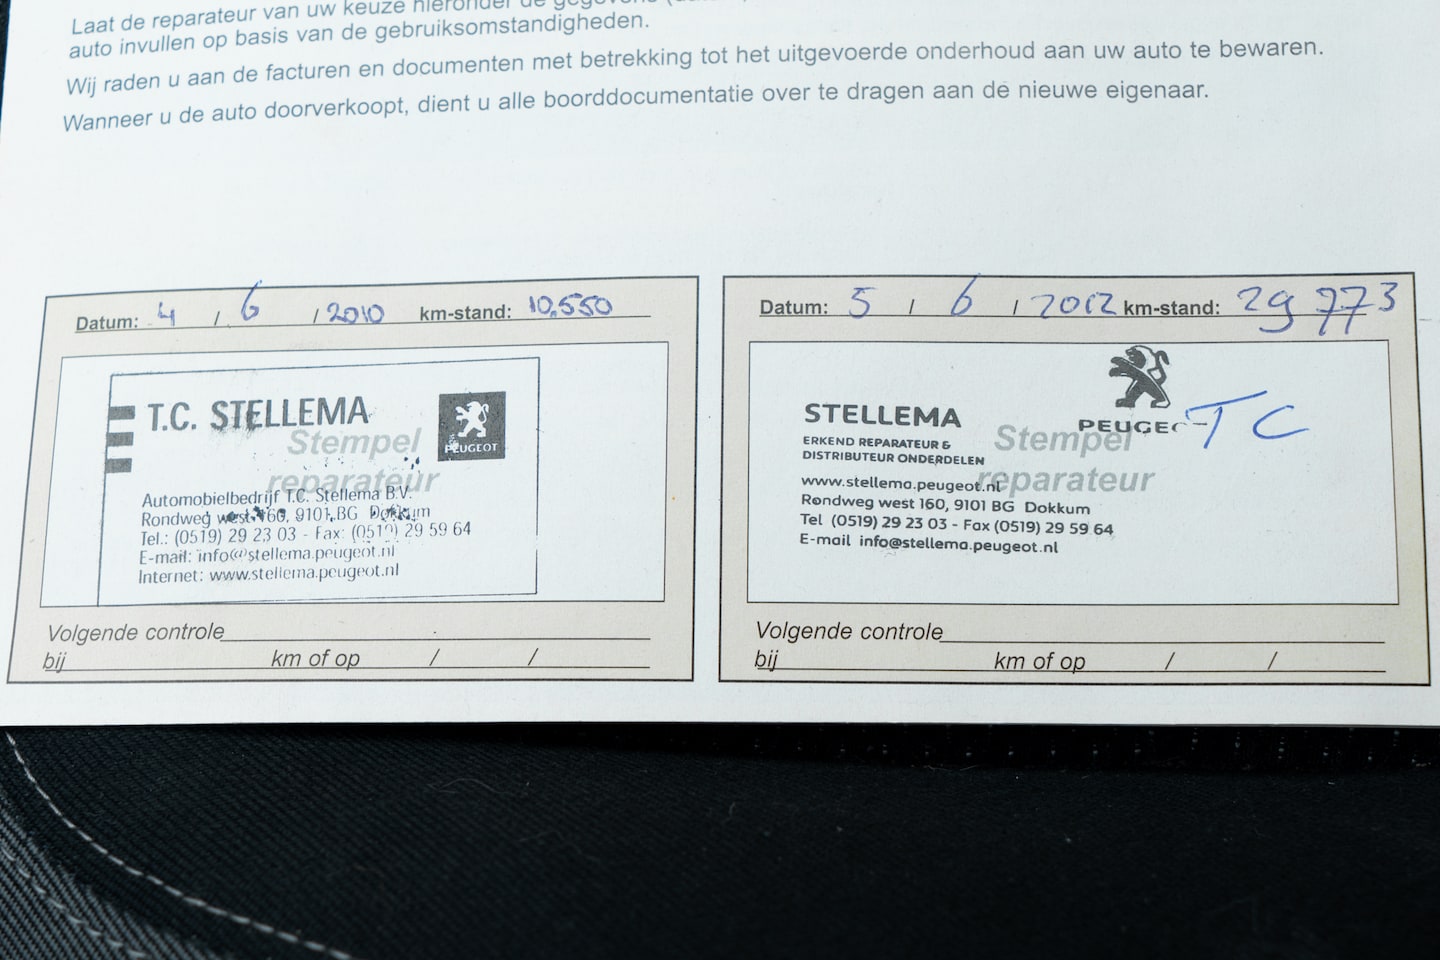 Laat de reparateur van uw keuze hieronder de
auto invullen op basis van de gebruiksomstandigheden.
Wij raden u aan de facturen en documenten met betrekking tot het uitgevoerde onderhoud aan uw auto te bewaren.
Wanneer u de auto doorverkoopt, dient u alle boorddocumentatie over te dragen aan de nieuwe eigenaar.
Datum: 4 / 6 / 2010 km-stand: 10.550
T.C. STELLEMA
PEUGEOT
Stempel
reparateur
Automobielbedrijf T.C. Stellema B.V.
Rondweg west 160, 9101 BG Dokkum
Tel.: (0519) 29 23 03 - Fax: (0519) 29 59 64
E-mail: info@stellema.peugeot.nl
Internet: www.stellema.peugeot.nl
Volgende controle
bij km of op / /
Datum: 5 / 6 / 2012 km-stand: 29773
STELLEMA
PEUGEO TC
ERKEND REPARATEUR &
DISTRIBUTEUR ONDERDELEN
Stempel
reparateur
www.stellema.peugeot.nl
Rondweg west 160, 9101 BG Dokkum
Tel (0519) 29 23 03 - Fax (0519) 29 59 64
E-mail info@stellema.peugeot.nl
Volgende controle
bij km of op / /